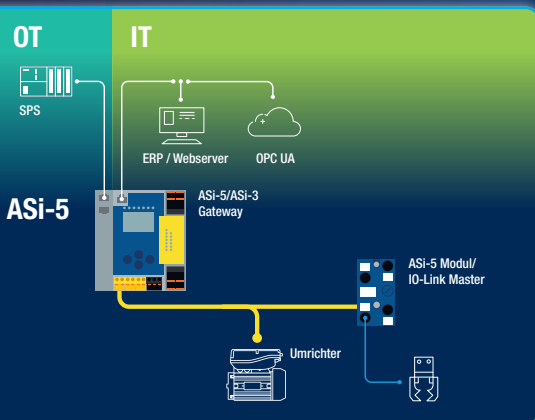 OT
IT
SPS
ERP / Webserver
OPC UA
ASi-5
ASi-5/ASi-3
Gateway
ASi-5 Modul/
IO-Link Master
Umrichter